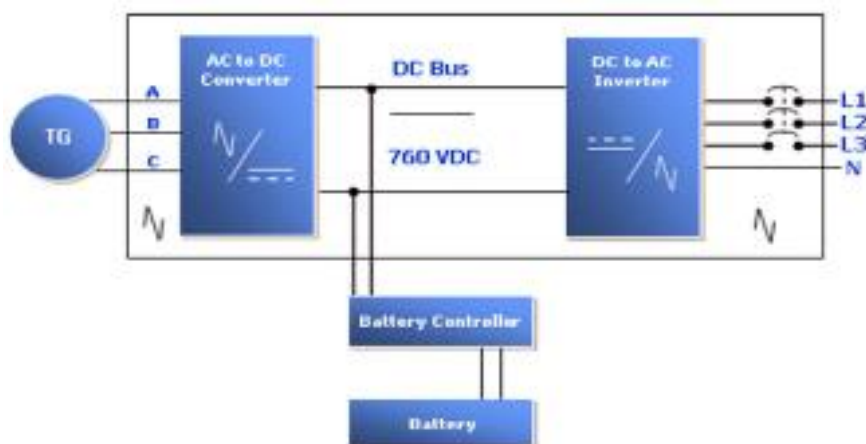 AC to DC
Converter
DC Bus
DC to AC
Inverter
A
B
C
TG
760 VDC
L1
L2
L3
N
Battery Controller
Battery